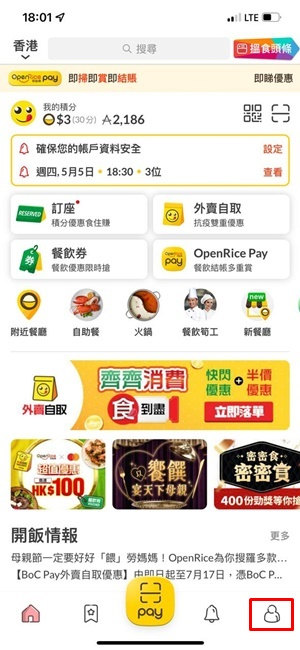 18:01
LTE
香港
搜尋
搵食頭條
OpenRice pay 即掃即賞即結賬
即睇優惠
我的積分
$3 (30分) 2,186
確保您的帳戶資料安全
設定
週四, 5月5日 • 18:30 • 3位
查看
RESERVED
訂座
積分優惠食住賺
外賣自取
抗疫雙重優惠
券
餐飲券
餐飲優惠限時搶
pay
OpenRice Pay
餐飲結帳多重賞
new
附近餐廳
自助餐
火鍋
餐飲筍工
新餐廳
外賣自取
齊齊消費
食到盡
快閃優惠
+
半價優惠
立即落單
超值優惠
HK$100
饗饌
宴天下母親
密密食
密密賞
400份勁獎等你搶
開飯情報
更多
母親節一定要好好「餵」勞媽媽！OpenRice為你搜羅多款...
【BoC Pay外賣自取優惠】由即日起至7月17日，憑BoC P...
pay